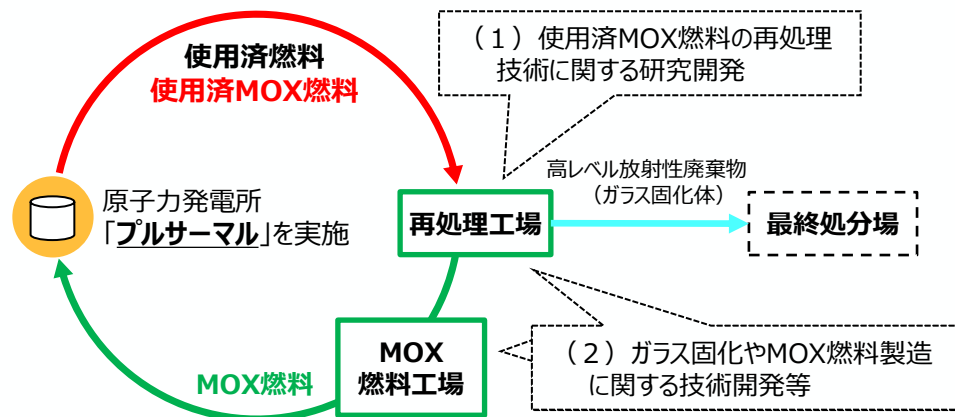 使用済燃料
使用済MOX燃料
（１）使用済MOX燃料の再処理
技術に関する研究開発
原子力発電所
「プルサーマル」を実施
再処理工場
高レベル放射性廃棄物
（ガラス固化体）
最終処分場
MOX
燃料工場
MOX燃料
（２）ガラス固化やMOX燃料製造
に関する技術開発等